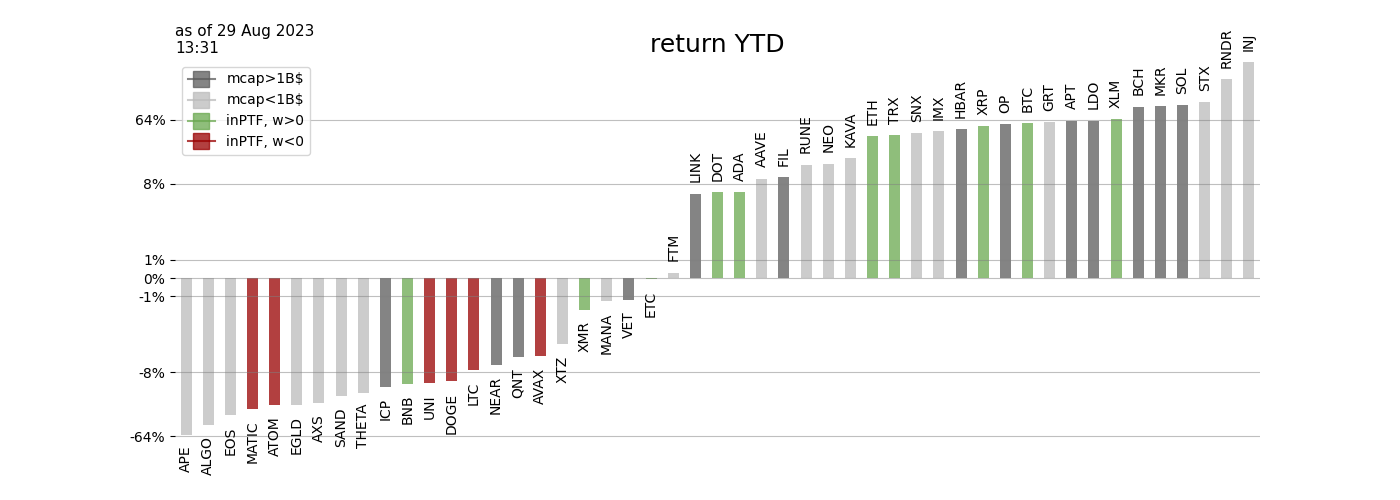 as of 29 Aug 2023
13:31
return YTD
mcap>1B$
mcap<1B$
inPTF, w>0
inPTF, w<0
64%
8%
1%
0%
-1%
-8%
-64%
APE
ALGO
EOS
MATIC
ATOM
EGLD
AXS
SAND
THETA
ICP
BNB
UNI
DOGE
LTC
NEAR
QNT
AVAX
XTZ
XMR
MANA
VET
ETC
FTM
LINK
DOT
ADA
AAVE
FIL
RUNE
NEO
KAVA
ETH
TRX
SNX
IMX
HBAR
XRP
OP
BTC
GRT
APT
LDO
XLM
BCH
MKR
SOL
STX
RNDR
INJ